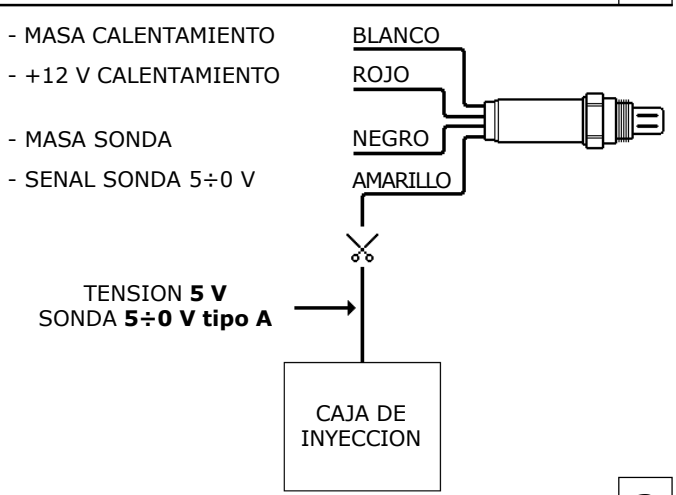 - MASA CALENTAMIENTO BLANCO
- +12 V CALENTAMIENTO ROJO
- MASA SONDA NEGRO
- SENAL SONDA 5÷0 V AMARILLO
TENSION 5 V
SONDA 5÷0 V tipo A
CAJA DE
INYECCION